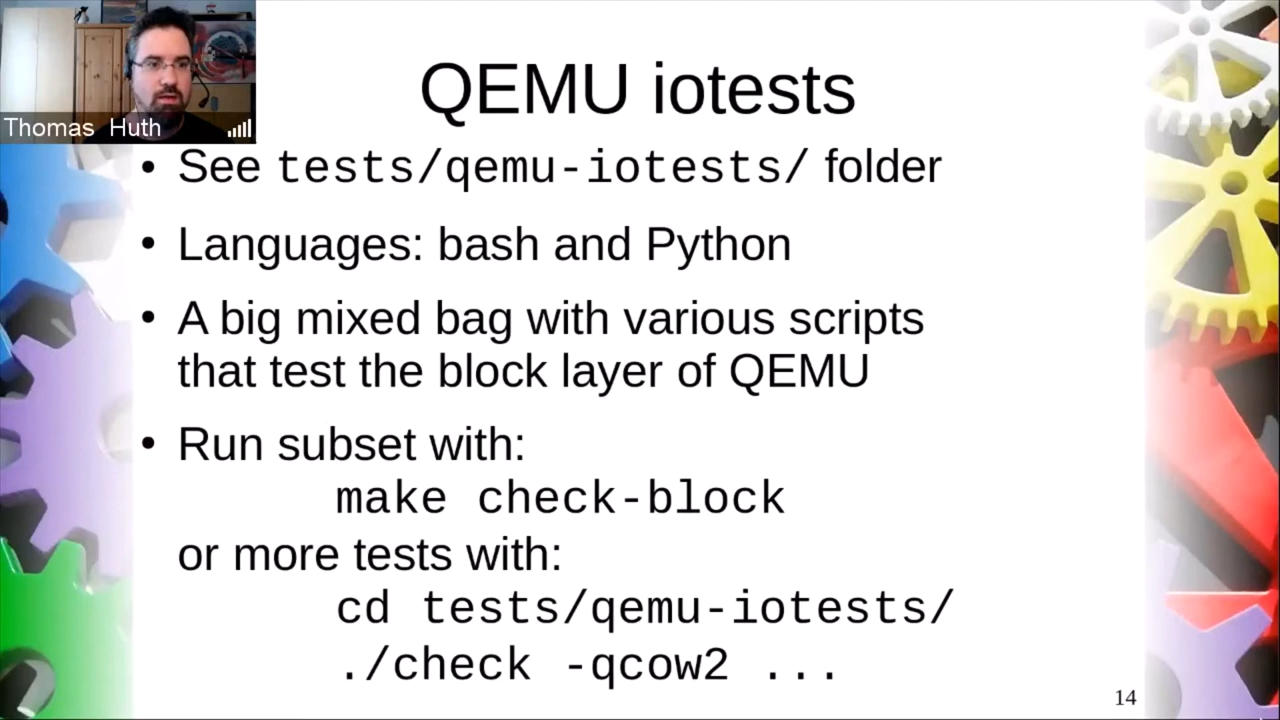 Thomas Huth
QEMU iotests
• See tests/qemu-iotests/ folder
• Languages: bash and Python
• A big mixed bag with various scripts
that test the block layer of QEMU
• Run subset with:
make check-block
or more tests with:
cd tests/qemu-iotests/
./check -qcow2 ...
14